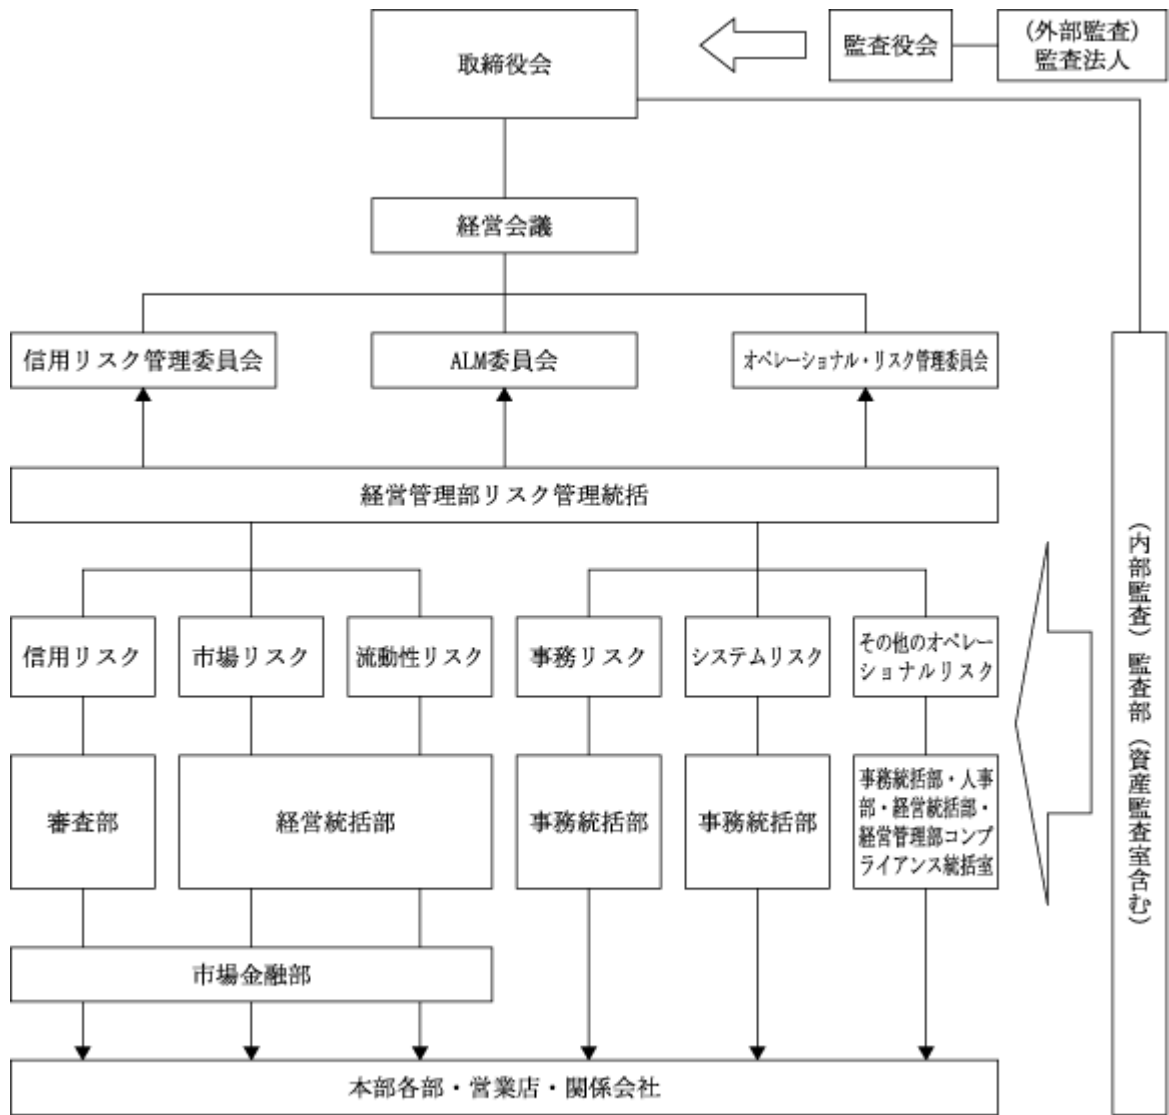 取締役会
監査役会
(外部監査)
監査法人
経営会議
信用リスク管理委員会
ALM委員会
オペレーショナル・リスク管理委員会
経営管理部リスク管理統括
信用リスク
市場リスク
流動性リスク
事務リスク
システムリスク
その他のオペレー
ショナルリスク
審査部
経営統括部
事務統括部
事務統括部
事務統括部・人事
部・経営統括部・
経営管理部コンプ
ライアンス統括室
市場金融部
本部各部・営業店・関係会社
(内部監査)監査部(資産監査室含む)